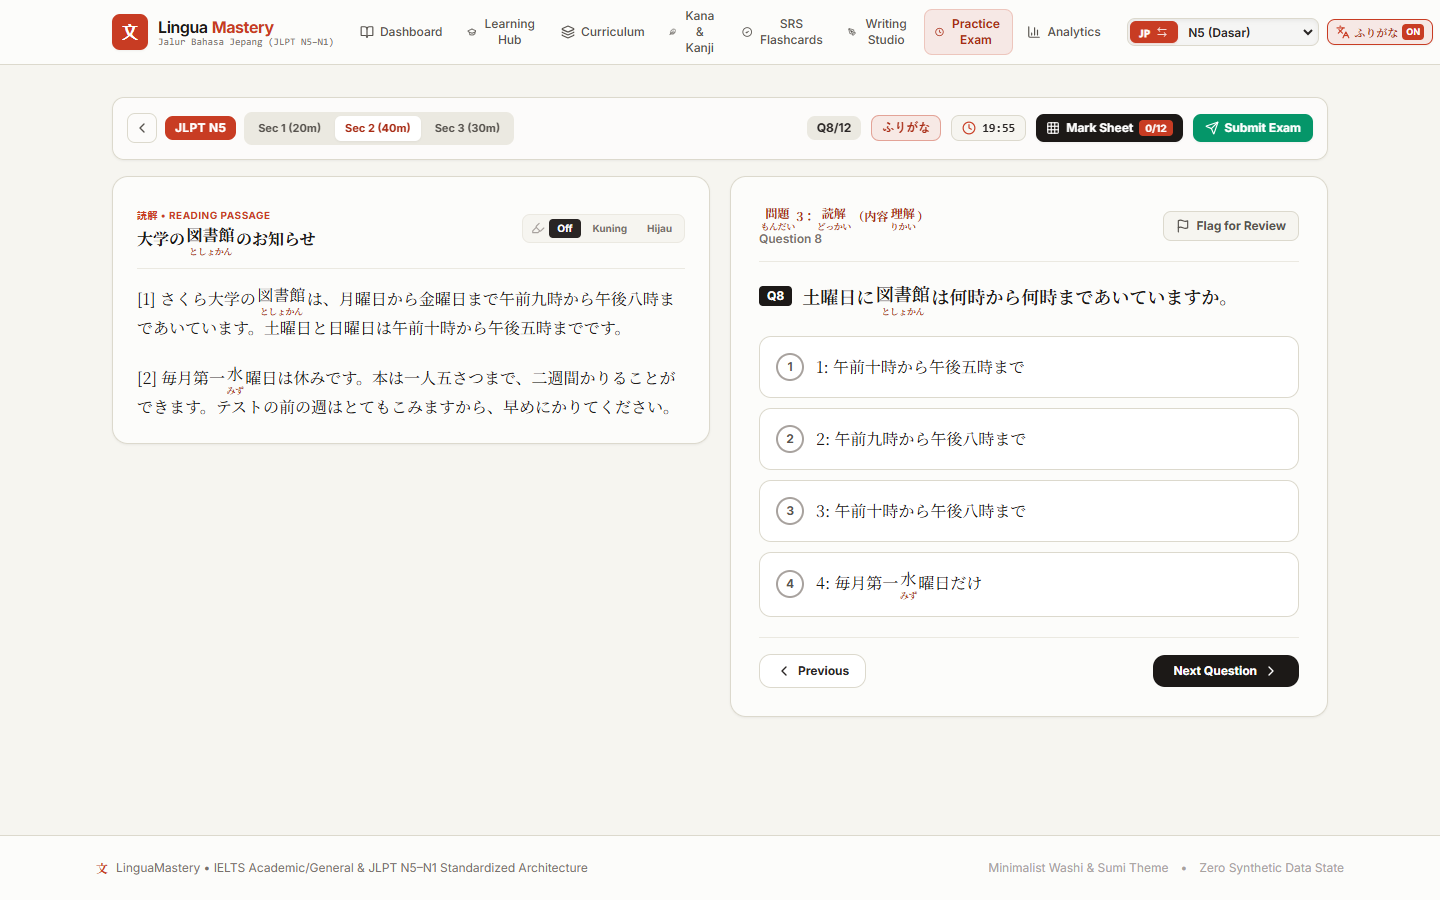 文 Lingua Mastery
Jalur Bahasa Jepang (JLPT N5–N1)
Dashboard
Learning Hub
Curriculum
Kana & Kanji
SRS Flashcards
Writing Studio
Practice Exam
Analytics
JP ⇆ N5 (Dasar)
ふりがな ON
JLPT N5
Sec 1 (20m)
Sec 2 (40m)
Sec 3 (30m)
Q8/12
ふりがな
19:55
Mark Sheet 0/12
Submit Exam
読解 • READING PASSAGE
大学の図書館のお知らせ
としょかん
Off
Kuning
Hijau
[1] さくら大学の図書館は、月曜日から金曜日まで午前九時から午後八時ま
としょかん
であいています。土曜日と日曜日は午前十時から午後五時までです。
[2] 毎月第一水曜日は休みです。本は一人五さつまで、二週間かりることが
みず
できます。テストの前の週はとてもこみますから、早めにかりてください。
問題 3： 読解 （内容理解）
もんだい どっかい りかい
Question 8
Flag for Review
Q8 土曜日に図書館は何時から何時まであいていますか。
としょかん
1 1: 午前十時から午後五時まで
2 2: 午前九時から午後八時まで
3 3: 午前十時から午後八時まで
4 4: 毎月第一水曜日だけ
みず
Previous
Next Question
文 LinguaMastery • IELTS Academic/General & JLPT N5–N1 Standardized Architecture
Minimalist Washi & Sumi Theme • Zero Synthetic Data State